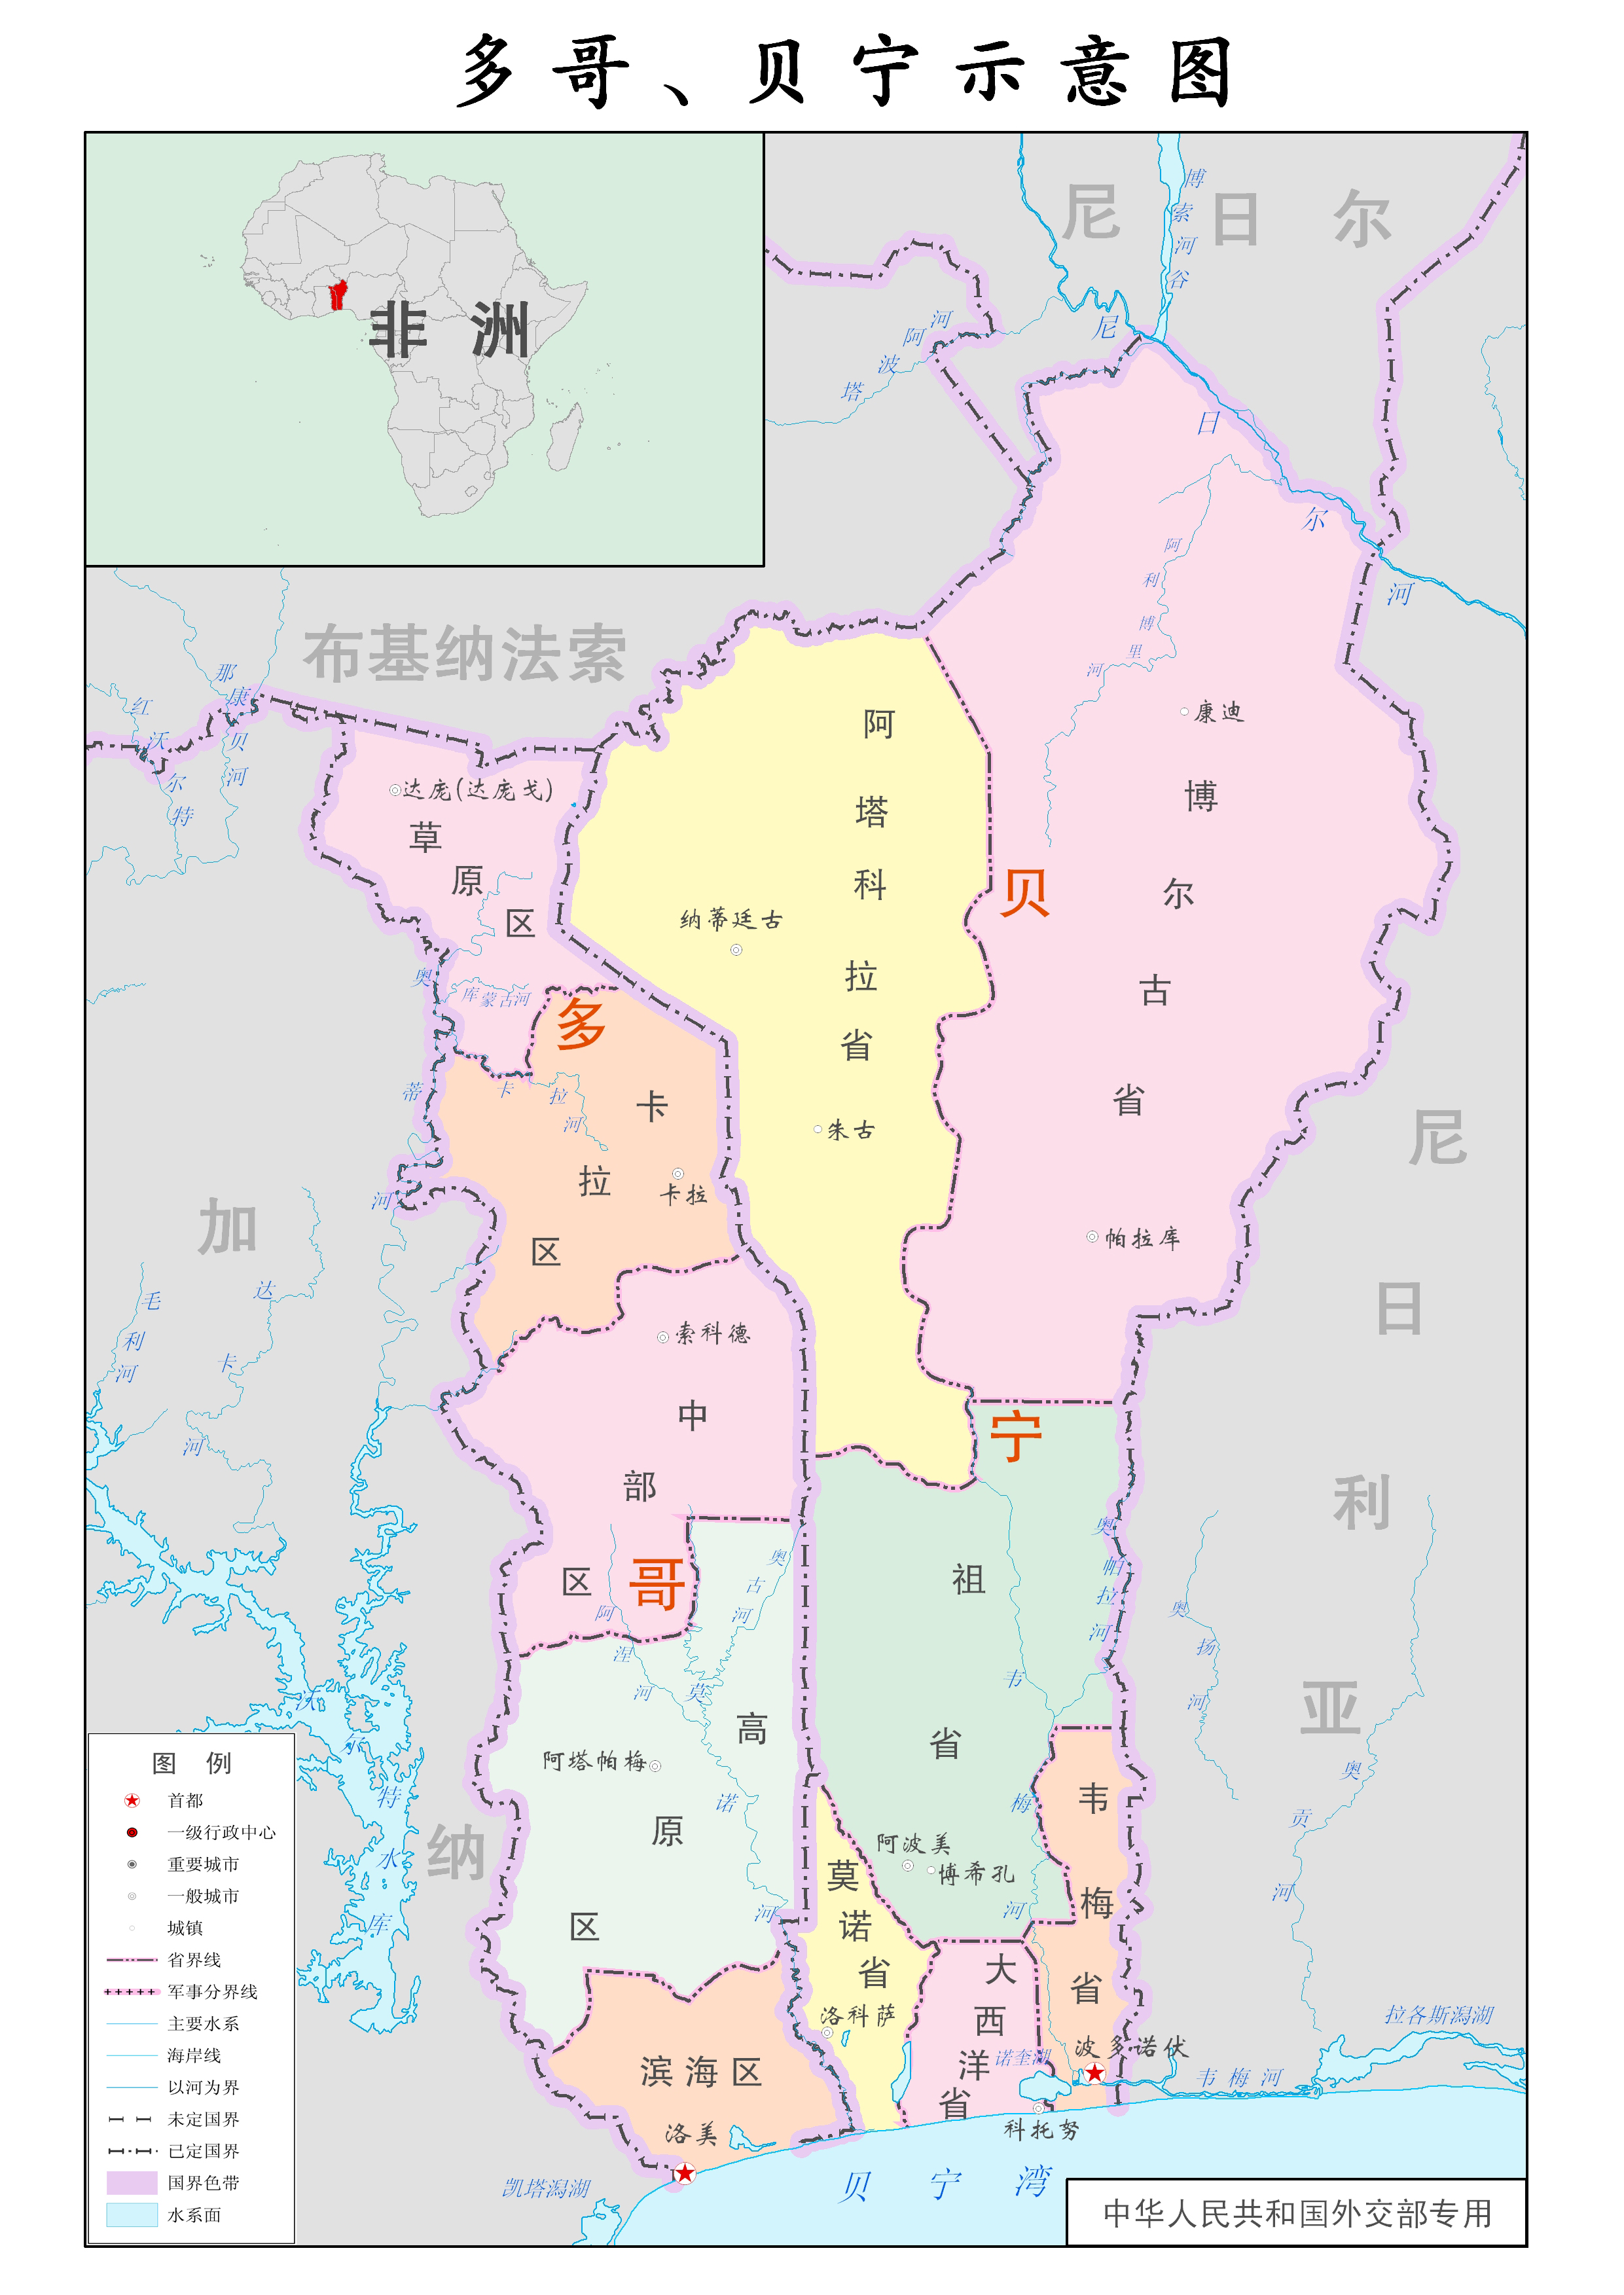 多哥、贝宁示意图
非洲
尼日尔
博索河谷
塔波阿河
尼日尔河
布基纳法索
那康贝河
红沃尔特
阿利博里河
康迪
达庞(达庞戈)
草原区
阿塔科拉省
博尔古省
贝宁
纳蒂廷古
奥蒂河
库蒙古河
多哥
卡拉河
卡拉区
卡拉
朱古
帕拉库
加纳
尼日利亚
毛利河
达卡河
索科德
中部区
奥古河
阿涅河
莫诺河
祖省
奥帕拉河
韦梅河
奥扬河
奥贡河
沃尔特水库
高原区
阿塔帕梅
阿波美
博希孔
韦梅省
莫诺省
大西洋省
洛科萨
滨海区
洛美
诺奎湖
波多诺伏
科托努
韦梅河
拉各斯潟湖
凯塔潟湖
贝宁湾
图例
首都
一级行政中心
重要城市
一般城市
城镇
省界线
军事分界线
主要水系
海岸线
以河为界
未定国界
已定国界
国界色带
水系面
中华人民共和国外交部专用